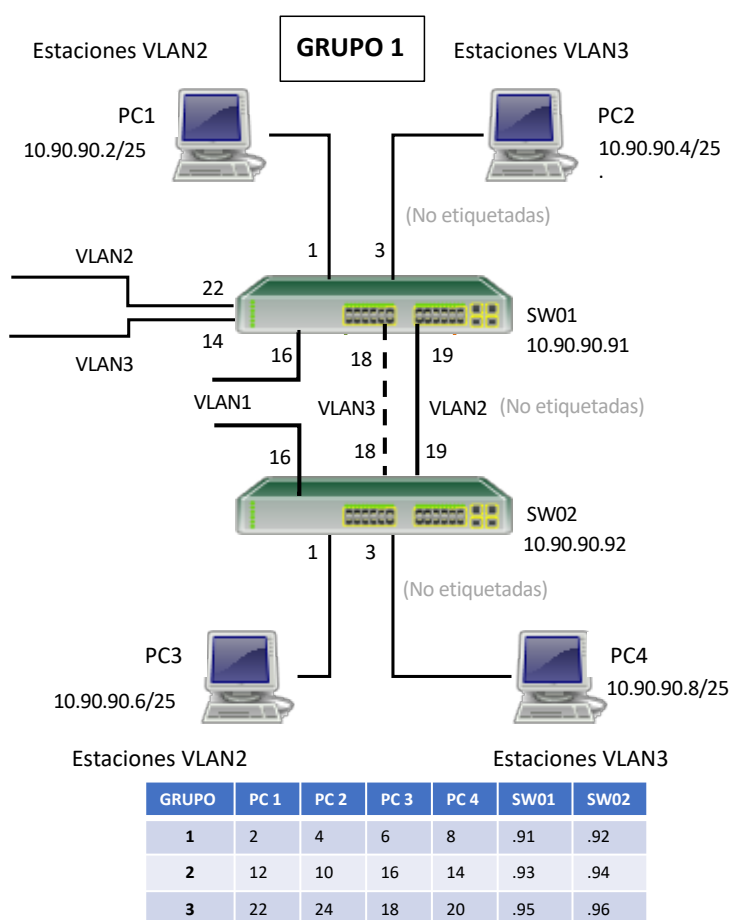 Estaciones VLAN2
GRUPO 1
Estaciones VLAN3
PC1
10.90.90.2/25
PC2
10.90.90.4/25
.
(No etiquetadas)
1
3
VLAN2
22
14
VLAN3
16
18
19
SW01
10.90.90.91
VLAN1
VLAN3
VLAN2
(No etiquetadas)
16
18
19
SW02
10.90.90.92
1
3
(No etiquetadas)
PC3
10.90.90.6/25
PC4
10.90.90.8/25
Estaciones VLAN2
Estaciones VLAN3
GRUPO PC 1 PC 2 PC 3 PC 4 SW01 SW02
1 2 4 6 8 .91 .92
2 12 10 16 14 .93 .94
3 22 24 18 20 .95 .96